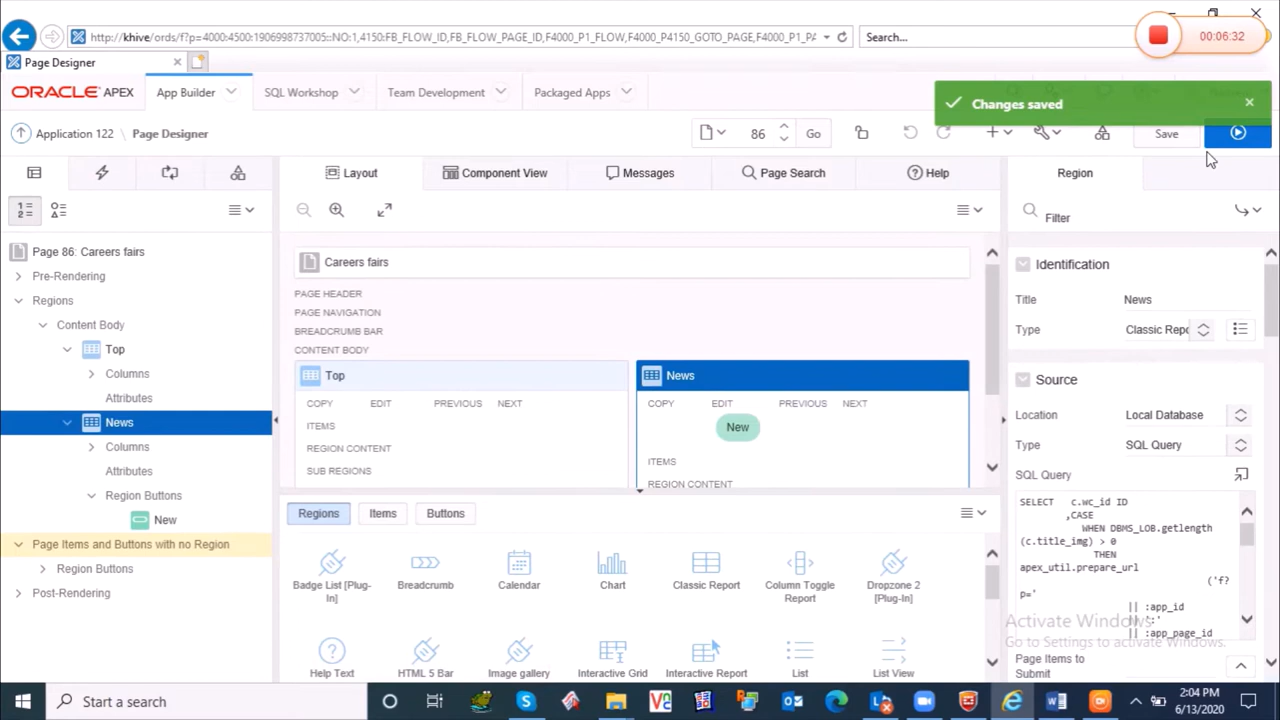 http://khive/ords/f?p=4000:4500:1906998737005::NO:1,4150:FB_FLOW_ID,FB_FLOW_PAGE_ID,F4000_P1_FLOW,F4000_P4150_GOTO_PAGE,F4000_P1_PA
Search...
00:06:32
Page Designer
ORACLE APEX
App Builder
SQL Workshop
Team Development
Packaged Apps
Changes saved
Application 122
Page Designer
86
Go
Save
Layout
Component View
Messages
Page Search
Help
Region
Filter
Page 86: Careers fairs
Pre-Rendering
Regions
Content Body
Top
Columns
Attributes
News
Columns
Attributes
Region Buttons
New
Page Items and Buttons with no Region
Region Buttons
Post-Rendering
Careers fairs
PAGE HEADER
PAGE NAVIGATION
BREADCRUMB BAR
CONTENT BODY
Top
COPY EDIT PREVIOUS NEXT
ITEMS
REGION CONTENT
SUB REGIONS
News
COPY EDIT PREVIOUS NEXT
New
ITEMS
REGION CONTENT
Regions
Items
Buttons
Badge List [Plug-
In]
Breadcrumb
Calendar
Chart
Classic Report
Column Toggle
Report
Dropzone 2
[Plug-In]
Help Text
HTML 5 Bar
Image gallery
Interactive Grid
Interactive Report
List
List View
Identification
Title News
Type Classic Repo
Source
Location Local Database
Type SQL Query
SQL Query
SELECT c.wc_id ID
,CASE
WHEN DBMS_LOB.getlength
(c.title_img) > 0
THEN
apex_util.prepare_url
('f?
p='
|| :app_id
|| ':'
|| :app_page_id
Page Items to
Submit
Activate Windows
Go to Settings to activate Windows.
Start a search
2:04 PM
6/13/2020